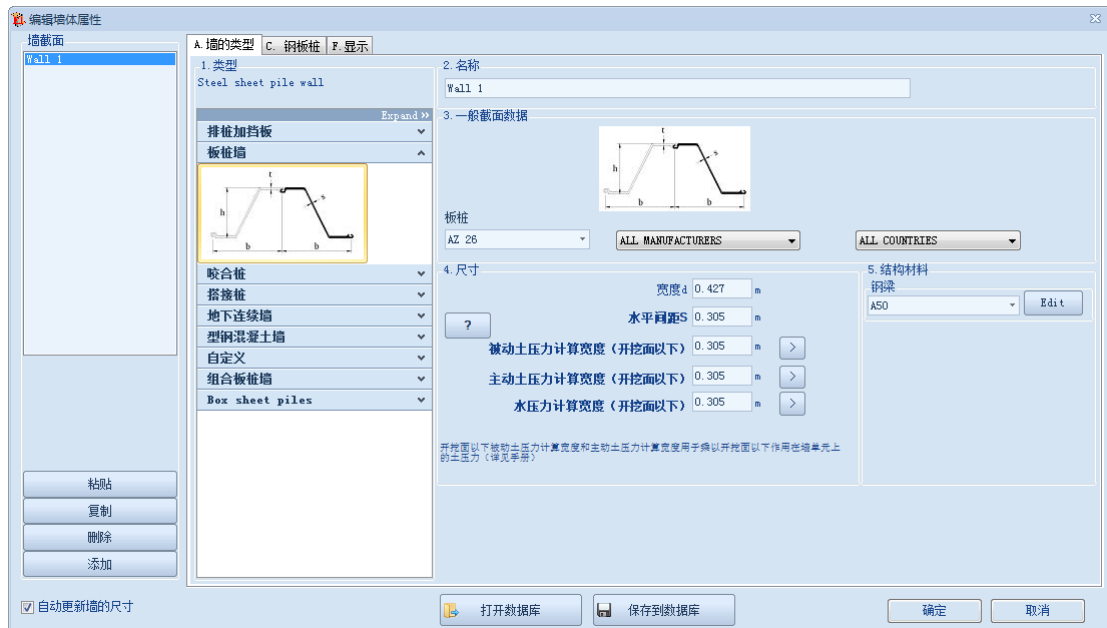 编辑墙体属性
墙截面
Wall 1
A.墙的类型 C. 钢板桩 F.显示
1.类型
Steel sheet pile wall
Expand »
排桩加挡板
板桩墙
t
s
h
b b
咬合桩
搭接桩
地下连续墙
型钢混凝土墙
自定义
组合板桩墙
Box sheet piles
2.名称
Wall 1
3.一般截面数据
t
s
h
b b
板桩
AZ 26 ALL MANUFACTURERS ALL COUNTRIES
4.尺寸
宽度d 0.427 m
?
水平间距S 0.305 m
被动土压力计算宽度（开挖面以下） 0.305 m >
主动土压力计算宽度（开挖面以下） 0.305 m >
水压力计算宽度（开挖面以下） 0.305 m >
开挖面以下被动土压力计算宽度和主动土压力计算宽度用于乘以开挖面以下作用在墙单元上
的土压力（详见手册）
5.结构材料
钢梁
A50 Edit
粘贴
复制
删除
添加
自动更新墙的尺寸
打开数据库 保存到数据库 确定 取消